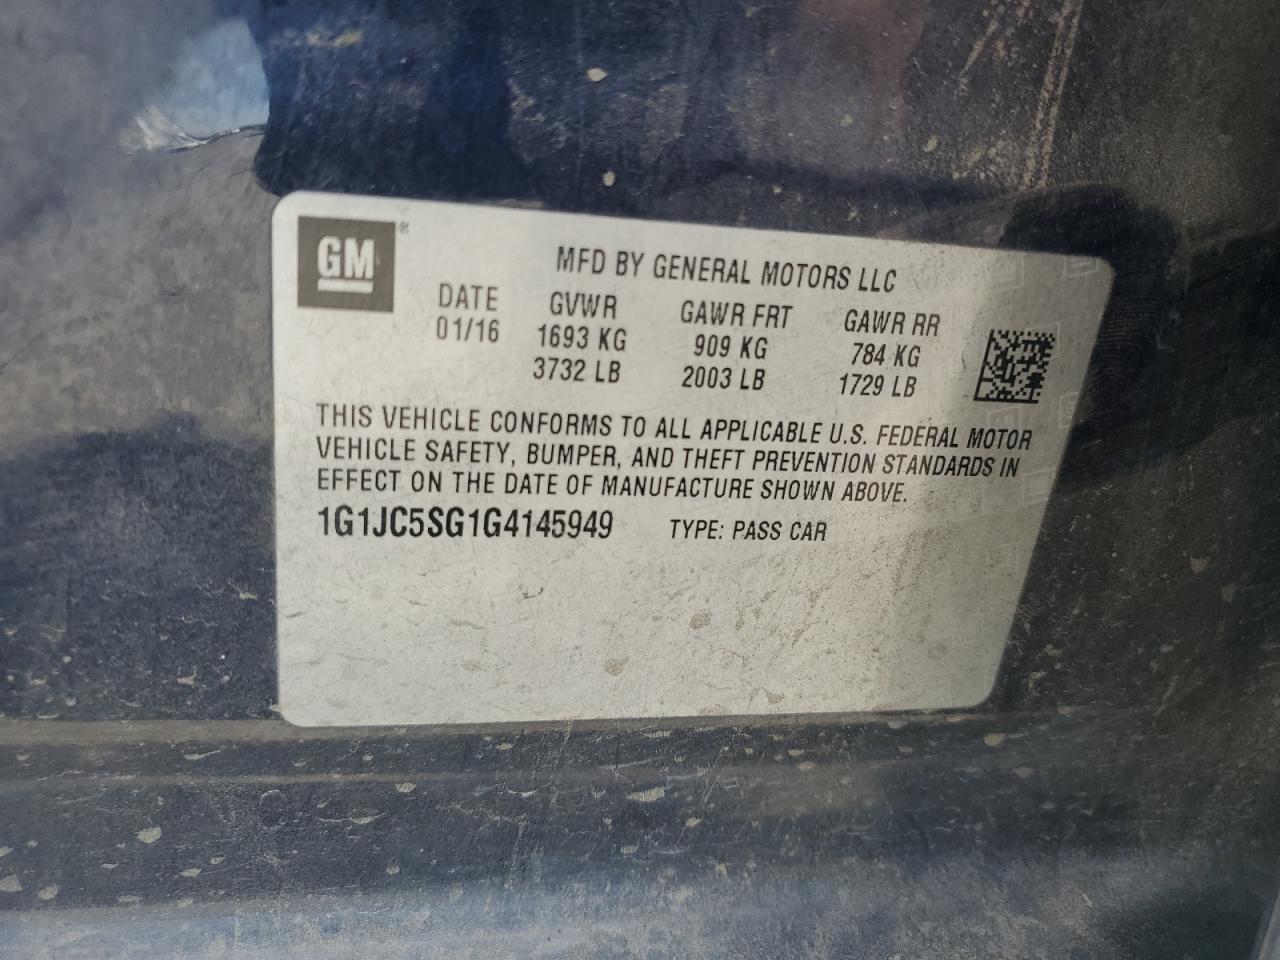 GM
MFD BY GENERAL MOTORS LLC
DATE GVWR GAWR FRT GAWR RR
01/16 1693 KG 909 KG 784 KG
3732 LB 2003 LB 1729 LB
THIS VEHICLE CONFORMS TO ALL APPLICABLE U.S. FEDERAL MOTOR
VEHICLE SAFETY, BUMPER, AND THEFT PREVENTION STANDARDS IN
EFFECT ON THE DATE OF MANUFACTURE SHOWN ABOVE.
1G1JC5SG1G4145949 TYPE: PASS CAR